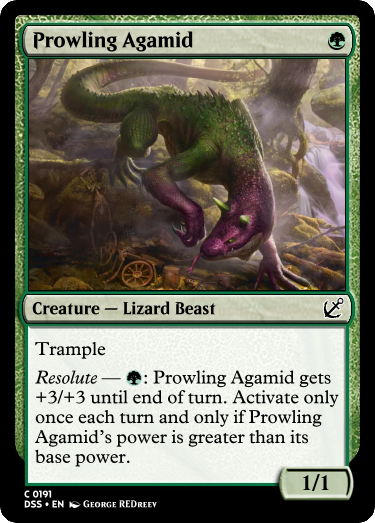 Prowling Agamid
Creature — Lizard Beast
Trample
Resolute — : Prowling Agamid gets
+3/+3 until end of turn. Activate only
once each turn and only if Prowling
Agamid's power is greater than its
base power.
1/1
C 0191
DSS • EN George REDreev